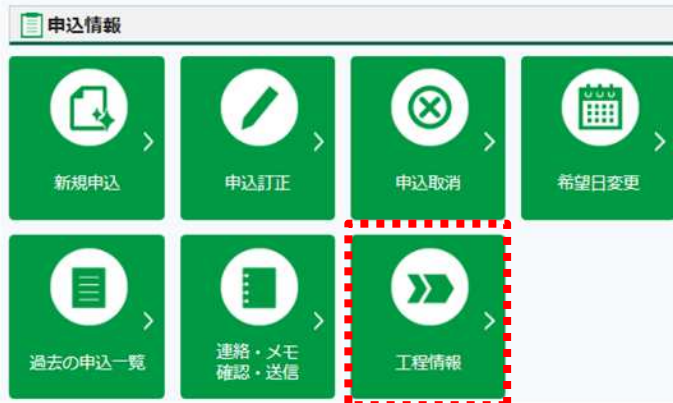 申込情報
新規申込
申込訂正
申込取消
希望日変更
過去の申込一覧
連絡・メモ
確認・送信
工程情報